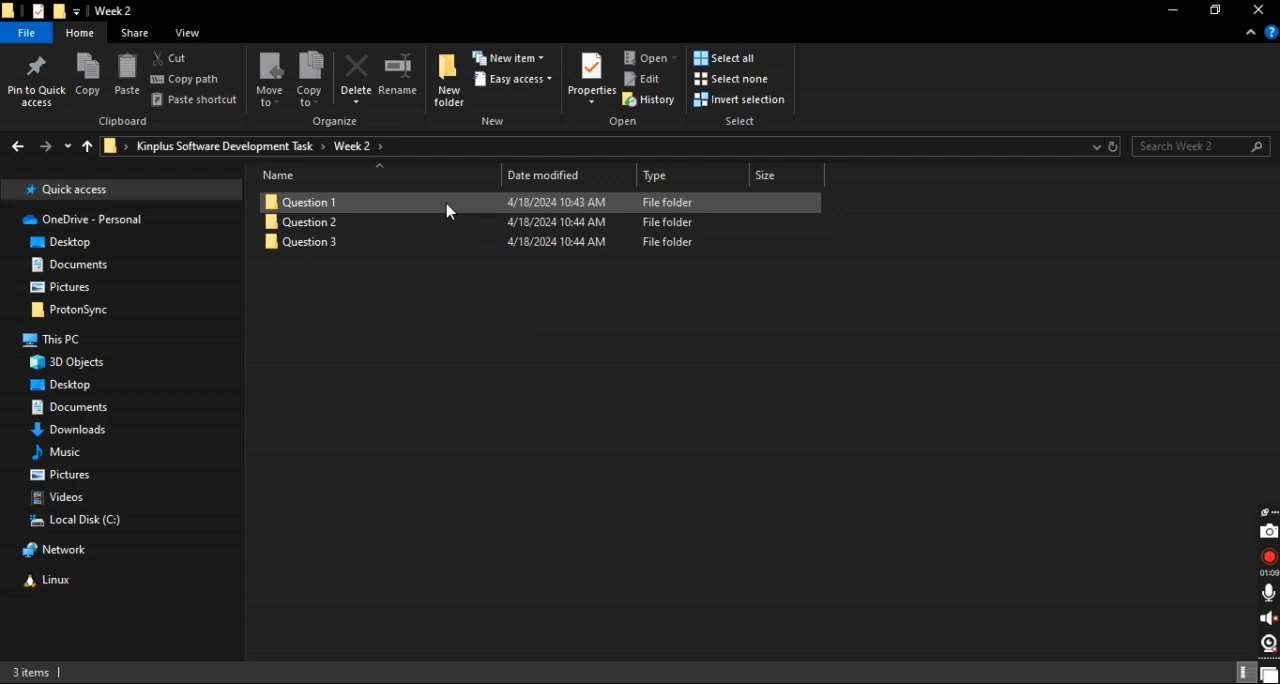 Week 2
File Home Share View
Pin to Quick access
Copy
Paste
Cut
Copy path
Paste shortcut
Clipboard
Move to
Copy to
Delete
Rename
Organize
New folder
New item
Easy access
New
Properties
Open
Edit
History
Open
Select all
Select none
Invert selection
Select
Kinplus Software Development Task > Week 2 >
Search Week 2
Name Date modified Type Size
Question 1 4/18/2024 10:43 AM File folder
Question 2 4/18/2024 10:44 AM File folder
Question 3 4/18/2024 10:44 AM File folder
Quick access
OneDrive - Personal
Desktop
Documents
Pictures
ProtonSync
This PC
3D Objects
Desktop
Documents
Downloads
Music
Pictures
Videos
Local Disk (C:)
Network
Linux
01:09
3 items